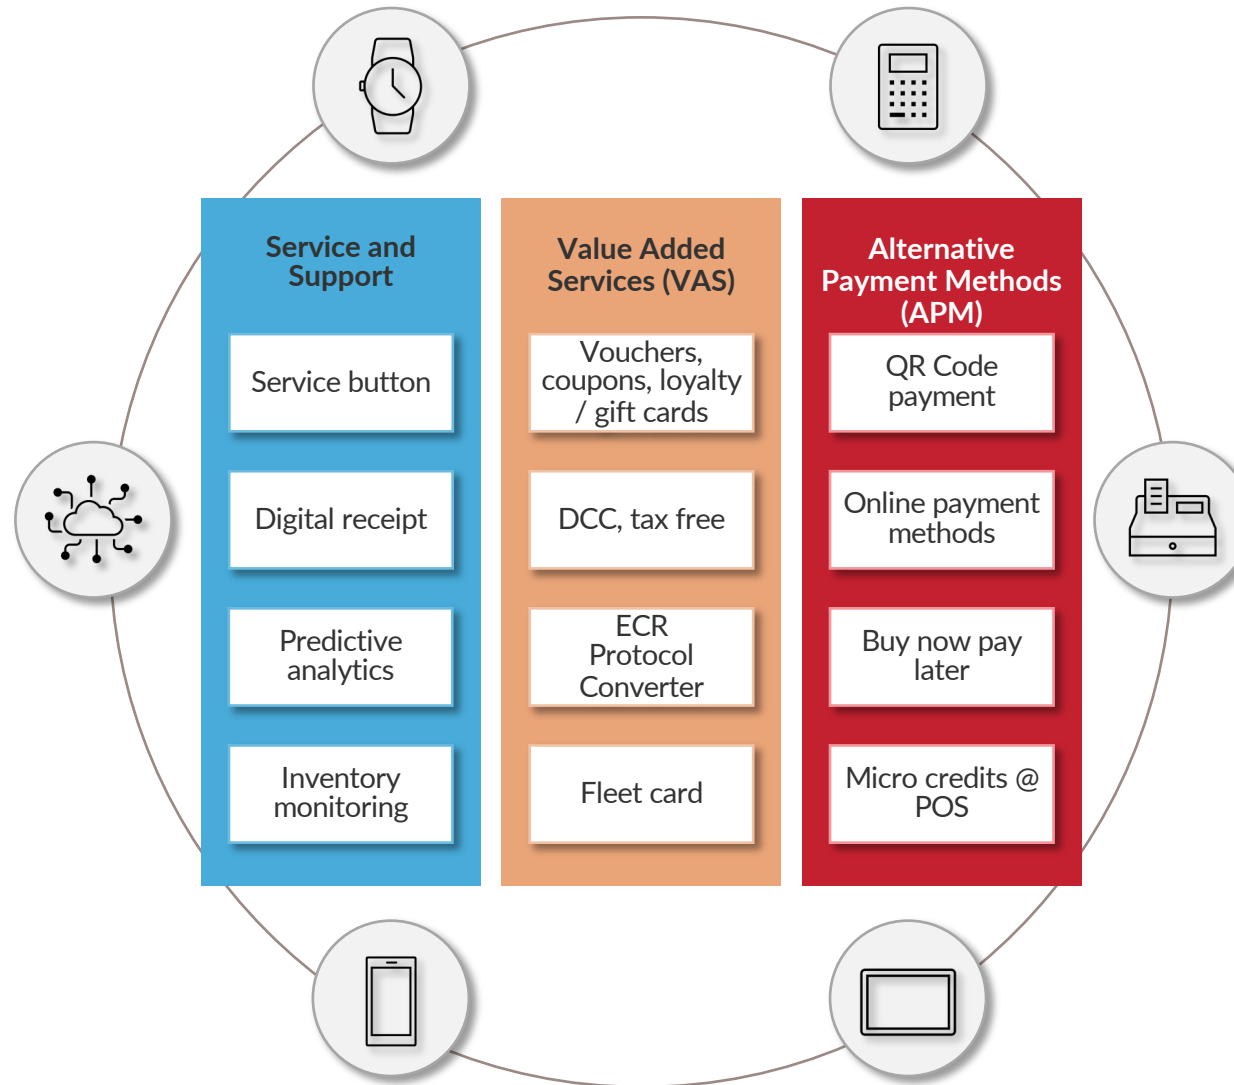 Service and
Support
Service button
Digital receipt
Predictive
analytics
Inventory
monitoring
Value Added
Services (VAS)
Vouchers,
coupons, loyalty
/ gift cards
DCC, tax free
ECR
Protocol
Converter
Fleet card
Alternative
Payment Methods
(APM)
QR Code
payment
Online payment
methods
Buy now pay
later
Micro credits @
POS